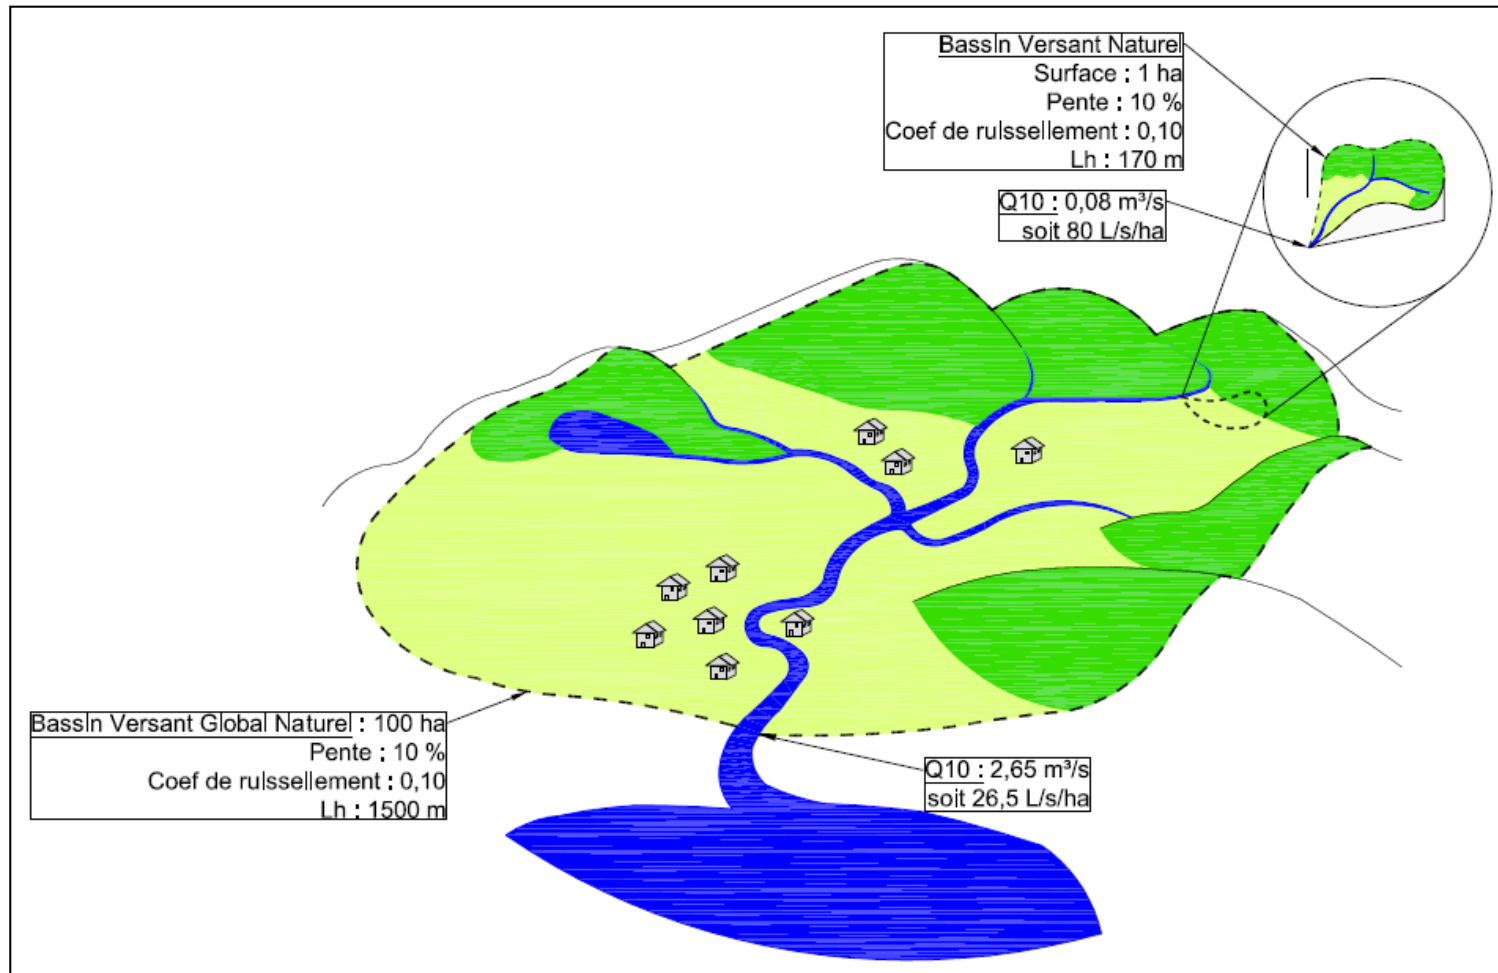 Bassin Versant Naturel
Surface : 1 ha
Pente : 10 %
Coef de ruissellement : 0,10
Lh : 170 m
Q10 : 0,08 m³/s
soit 80 L/s/ha
Bassin Versant Global Naturel : 100 ha
Pente : 10 %
Coef de ruissellement : 0,10
Lh : 1500 m
Q10 : 2,65 m³/s
soit 26,5 L/s/ha